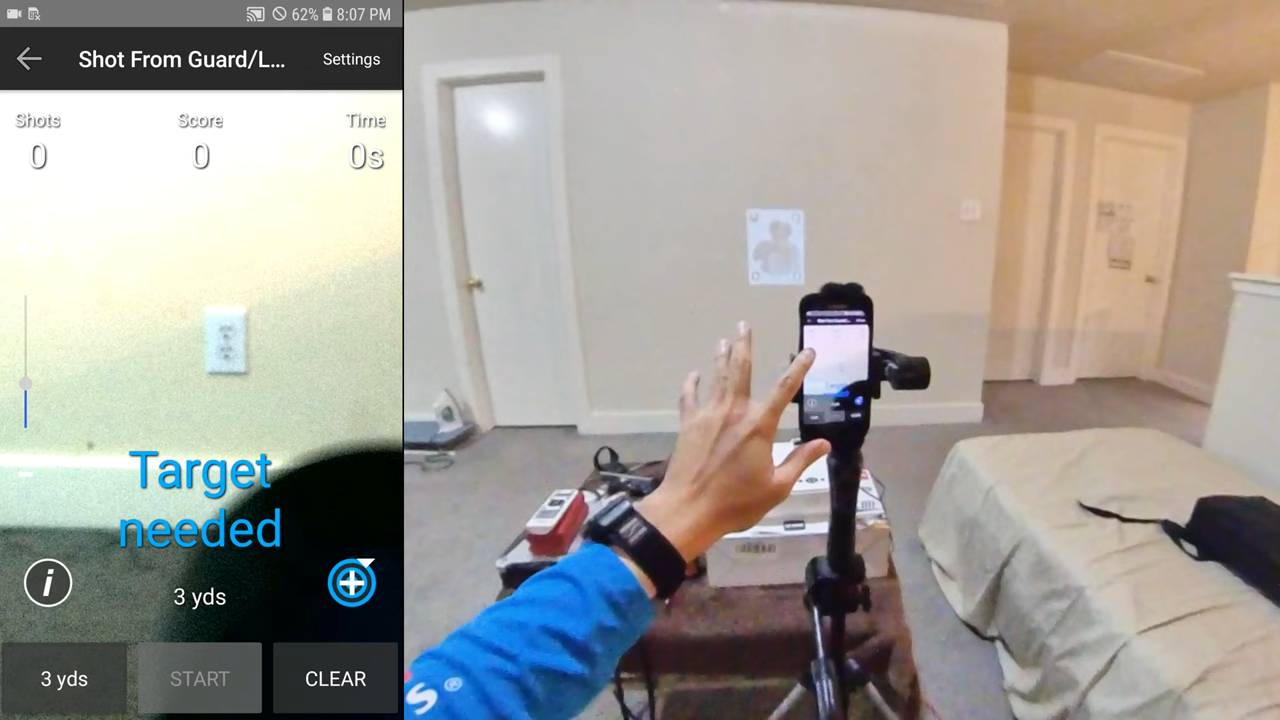 62% 8:07 PM
Shot From Guard/L... Settings
Shots Score Time
0 0 0s
Target
needed
i 3 yds
3 yds START CLEAR
S®